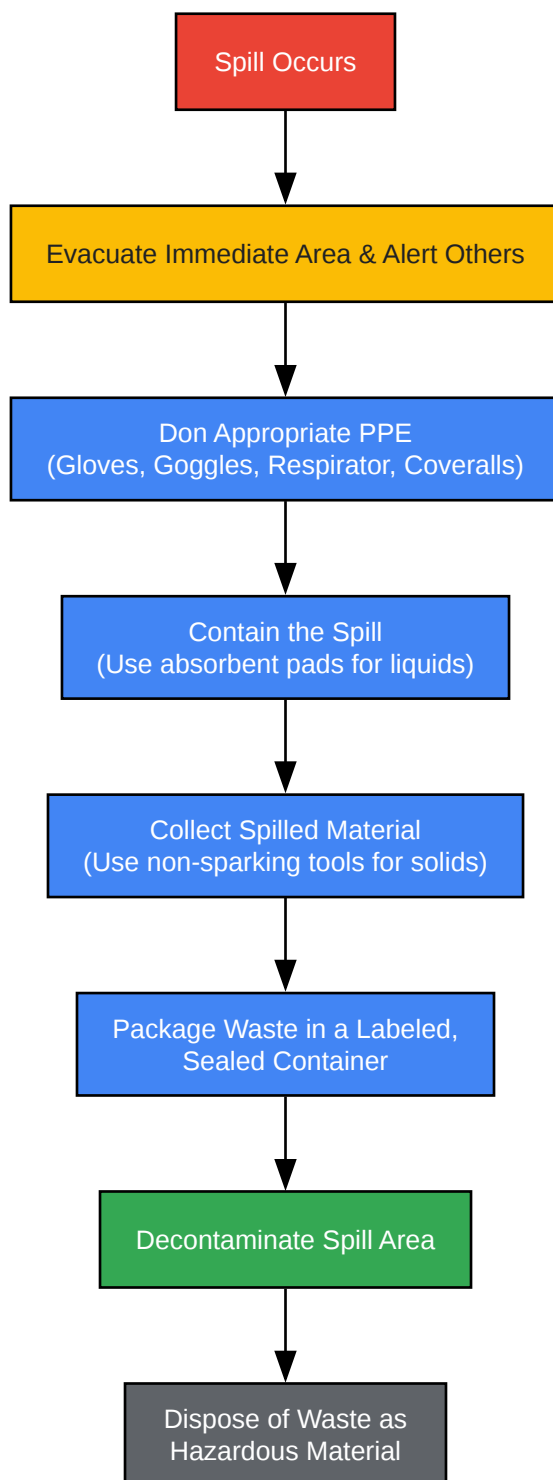 Spill Occurs
Evacuate Immediate Area & Alert Others
Don Appropriate PPE
(Gloves, Goggles, Respirator, Coveralls)
Contain the Spill
(Use absorbent pads for liquids)
Collect Spilled Material
(Use non-sparking tools for solids)
Package Waste in a Labeled,
Sealed Container
Decontaminate Spill Area
Dispose of Waste as
Hazardous Material